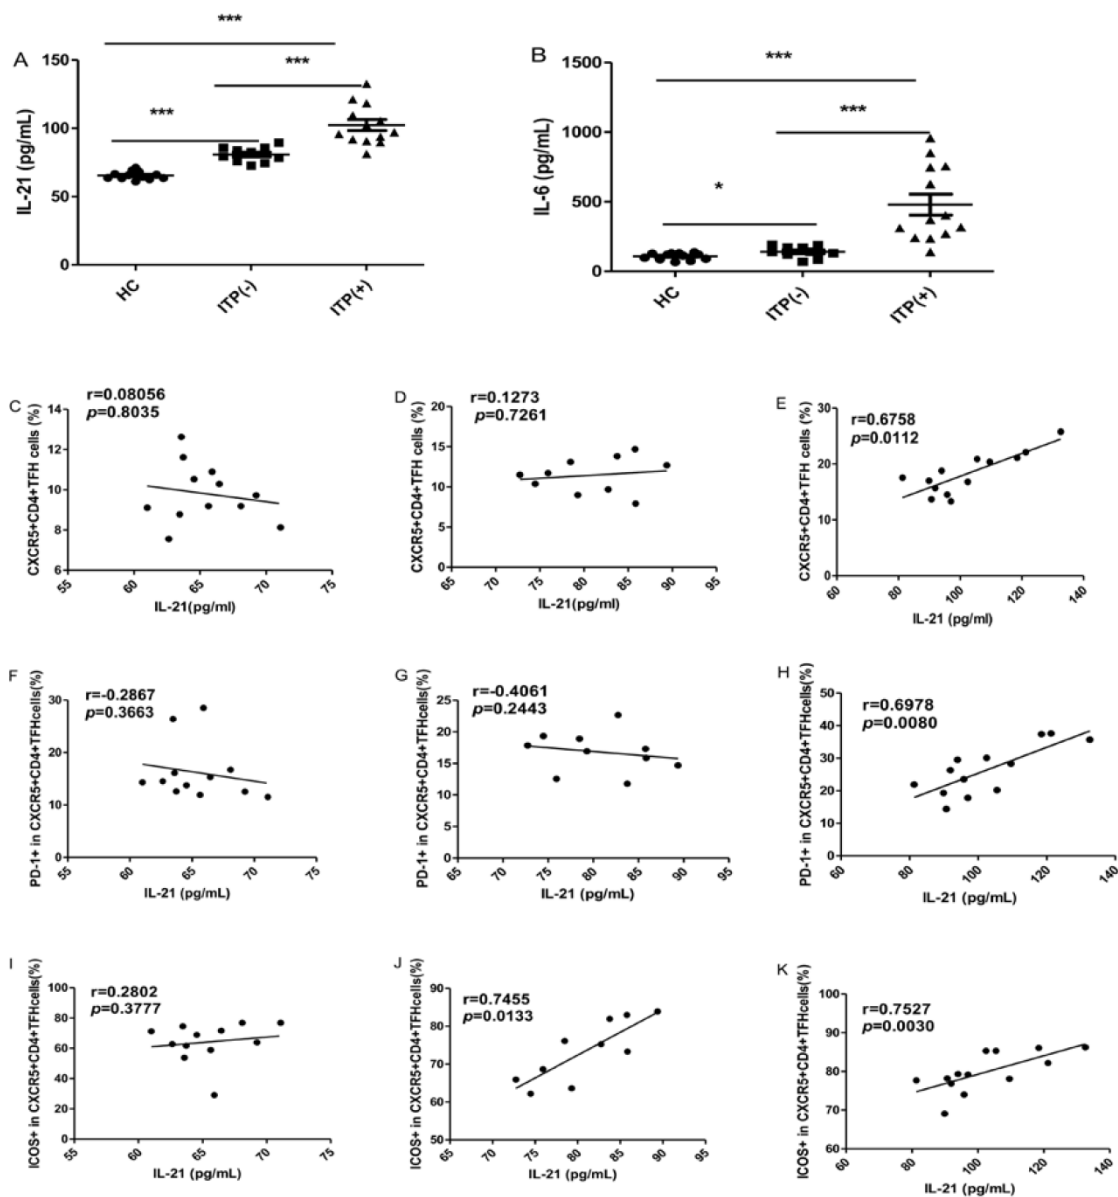 ***
***
***
A
IL-21 (pg/mL)
150
100
50
0
HC
ITP(-)
ITP(+)
***
***
*
B
IL-6 (pg/mL)
1500
1000
500
0
HC
ITP(-)
ITP(+)
C
r=0.08056
p=0.8035
CXCR5+CD4+TFH cells (%)
14
12
10
8
6
55
60
65
70
75
IL-21(pg/ml)
D
r=0.1273
p=0.7261
CXCR5+CD4+TFH cells (%)
20
15
10
5
0
65
70
75
80
85
90
95
IL-21(pg/ml)
E
r=0.6758
p=0.0112
CXCR5+CD4+TFH cells (%)
30
20
10
0
60
80
100
120
140
IL-21 (pg/ml)
F
r=-0.2867
p=0.3663
PD-1+ in CXCR5+CD4+TFHcells(%)
30
20
10
0
55
60
65
70
75
IL-21 (pg/mL)
G
r=-0.4061
p=0.2443
PD-1+ in CXCR5+CD4+TFHcells(%)
25
20
15
10
5
0
65
70
75
80
85
90
95
IL-21 (pg/mL)
H
r=0.6978
p=0.0080
PD-1+ in CXCR5+CD4+TFHcells(%)
50
40
30
20
10
0
60
80
100
120
140
IL-21 (pg/mL)
I
r=0.2802
p=0.3777
ICOS+ in CXCR5+CD4+TFHcells(%)
100
80
60
40
20
0
55
60
65
70
75
IL-21 (pg/mL)
J
r=0.7455
p=0.0133
ICOS+ in CXCR5+CD4+TFHcells(%)
90
80
70
60
50
65
70
75
80
85
90
95
IL-21 (pg/mL)
K
r=0.7527
p=0.0030
ICOS+ in CXCR5+CD4+TFHcells(%)
100
90
80
70
60
60
80
100
120
140
IL-21 (pg/mL)